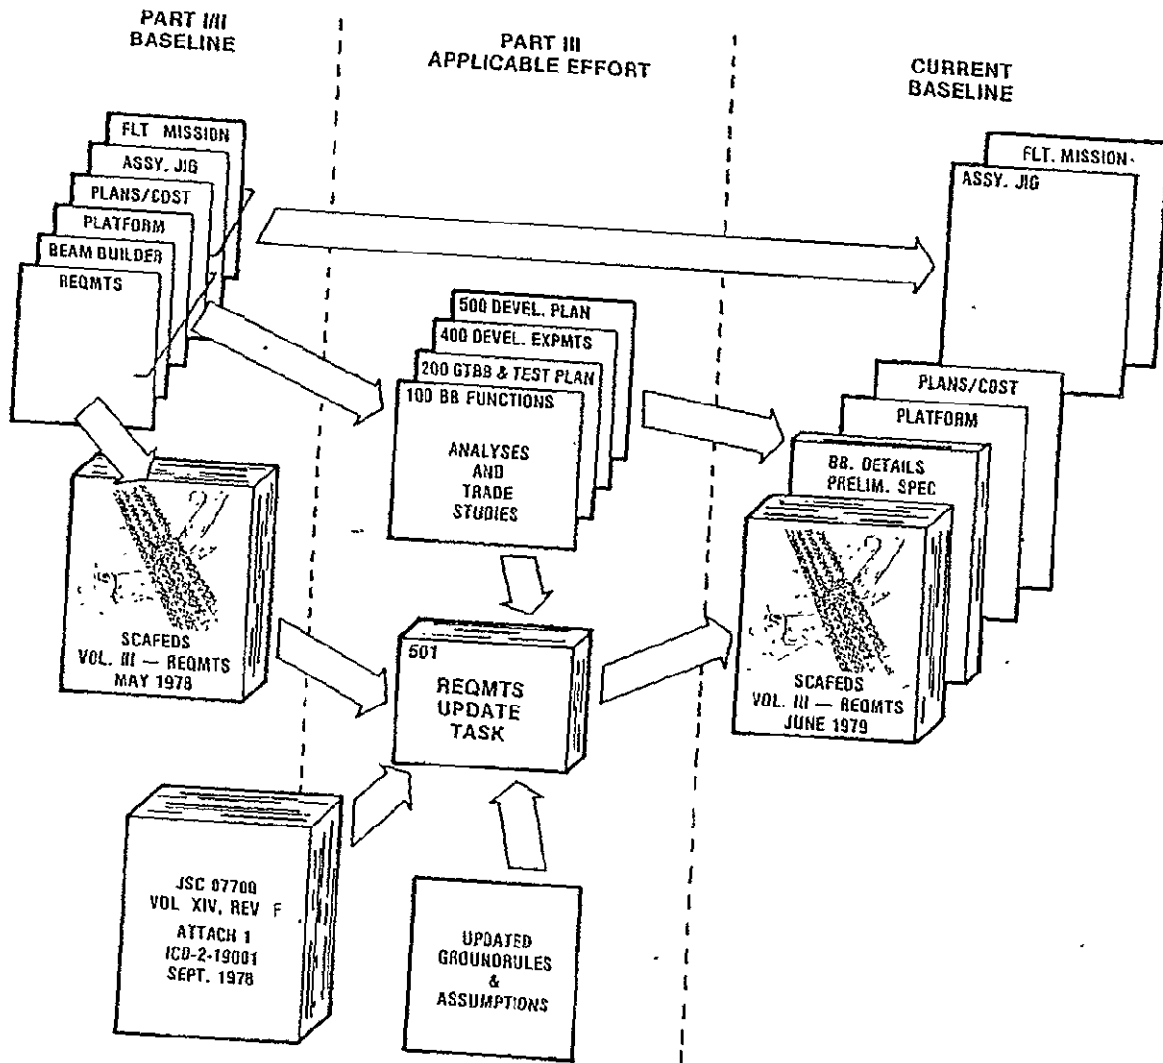 PART I/II
BASELINE
PART III
APPLICABLE EFFORT
CURRENT
BASELINE
FLT MISSION
ASSY. JIG
PLANS/COST
PLATFORM
BEAM BUILDER
REQMTS
FLT. MISSION
ASSY. JIG
500 DEVEL. PLAN
400 DEVEL. EXPMTS
200 GTBB & TEST PLAN
100 BB FUNCTIONS
ANALYSES
AND
TRADE
STUDIES
PLANS/COST
PLATFORM
BB. DETAILS
PRELIM. SPEC
SCAFEDS
VOL. III — REQMTS
MAY 1978
501
REQMTS
UPDATE
TASK
SCAFEDS
VOL. III — REQMTS
JUNE 1979
JSC 07700
VOL XIV, REV F
ATTACH 1
ICD-2-19001
SEPT. 1978
UPDATED
GROUNDRULES
&
ASSUMPTIONS